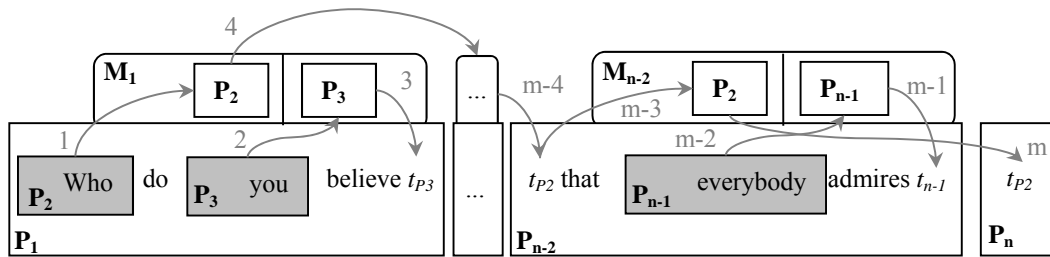 4
M1 P2 P3 3 ... m-4 Mn-2 P2 Pn-1 m-1
m-3
1 2 m-2 m
Who do you believe tP3 ... tP2 that everybody admires tn-1 tP2
P2 P3 Pn-1
P1 Pn-2 Pn